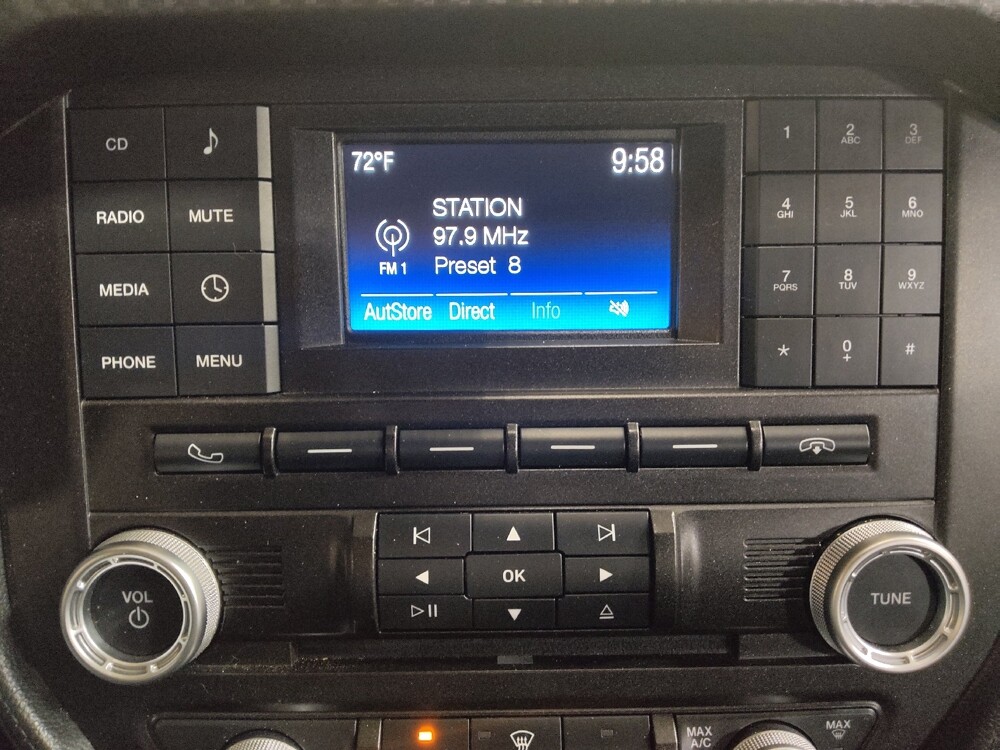 CD
RADIO MUTE
MEDIA
PHONE MENU
72°F 9:58
STATION
97.9 MHz
FM 1 Preset 8
AutStore Direct Info
1 2 ABC 3 DEF
4 GHI 5 JKL 6 MNO
7 PQRS 8 TUV 9 WXYZ
* 0 + #
OK
VOL
TUNE
MAX A/C
MAX